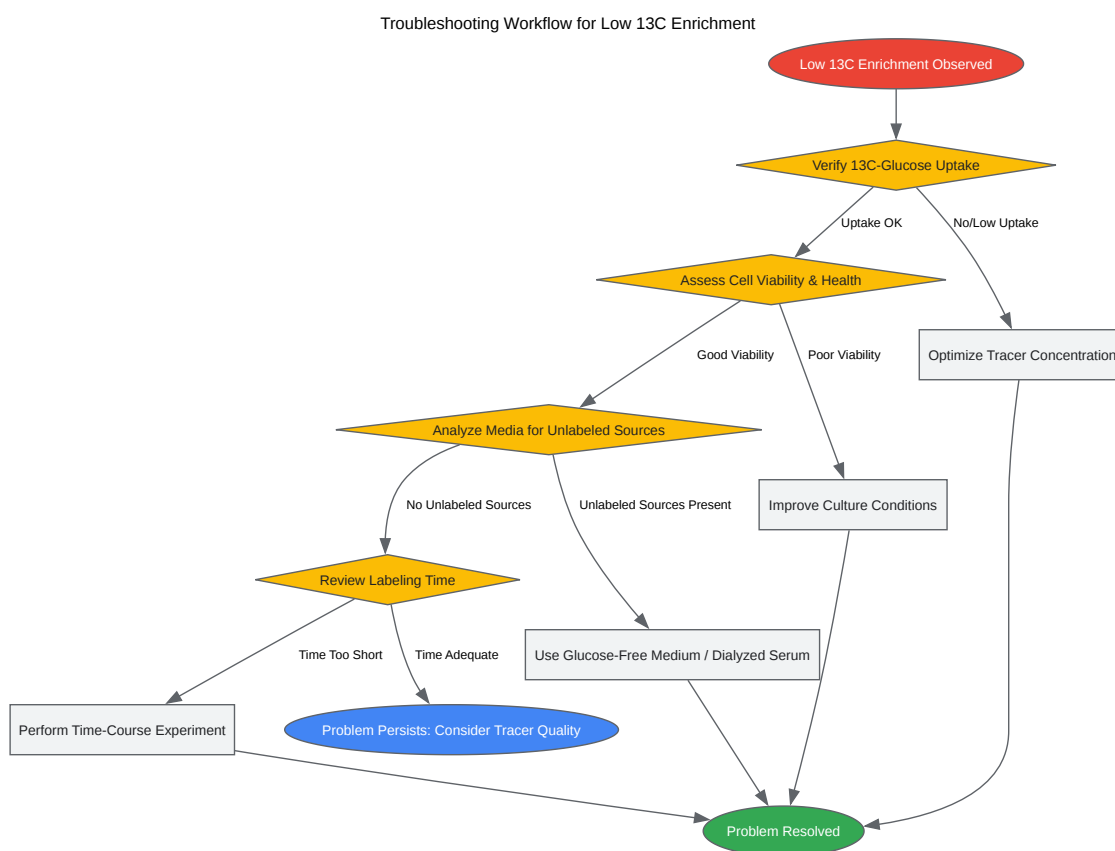 Troubleshooting Workflow for Low 13C Enrichment
Low 13C Enrichment Observed
Verify 13C-Glucose Uptake
Uptake OK
No/Low Uptake
Assess Cell Viability & Health
Good Viability
Poor Viability
Optimize Tracer Concentration
Analyze Media for Unlabeled Sources
No Unlabeled Sources
Unlabeled Sources Present
Improve Culture Conditions
Review Labeling Time
Time Too Short
Time Adequate
Use Glucose-Free Medium / Dialyzed Serum
Perform Time-Course Experiment
Problem Persists: Consider Tracer Quality
Problem Resolved